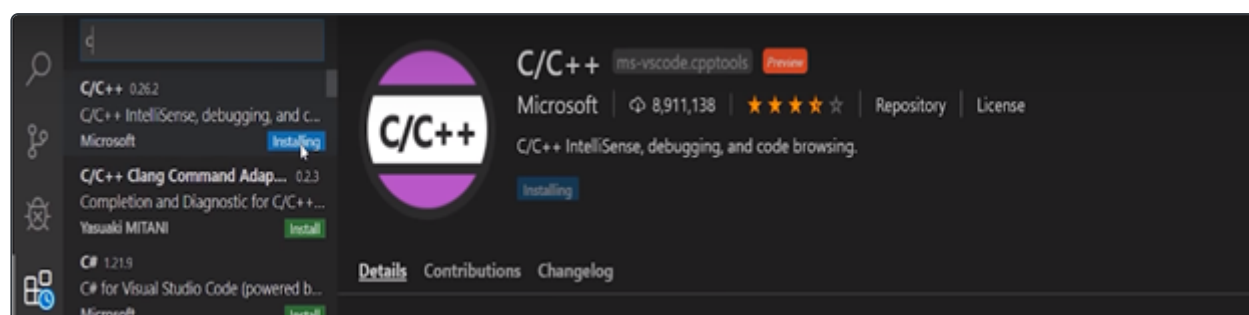 c
C/C++ 0.26.2
C/C++ IntelliSense, debugging, and c...
Microsoft Installing
C/C++ Clang Command Adap... 0.2.3
Completion and Diagnostic for C/C++...
Yasuaki MITANI Install
C# 1.21.9
C# for Visual Studio Code (powered b...
Microsoft Install
C/C++
C/C++ ms-vscode.cpptools Preview
Microsoft 8,911,138 Repository License
C/C++ IntelliSense, debugging, and code browsing.
Installing
Details Contributions Changelog